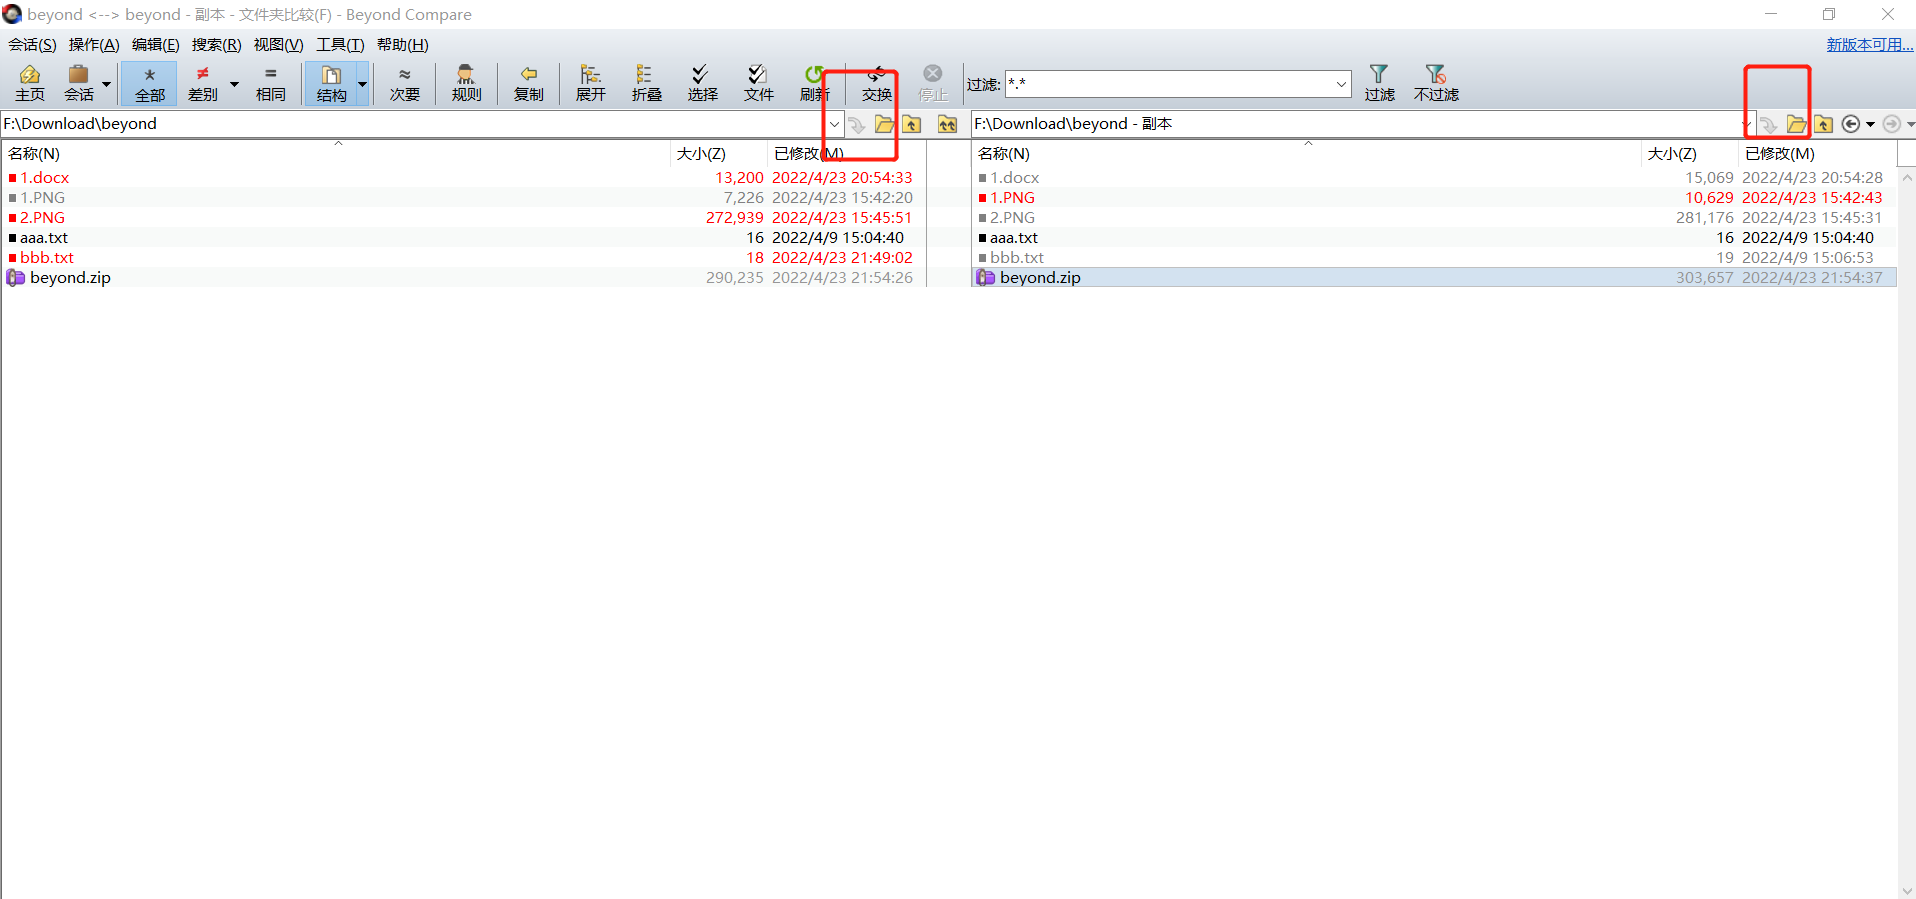 beyond <--> beyond - 副本 - 文件夹比较(F) - Beyond Compare
会话(S) 操作(A) 编辑(E) 搜索(R) 视图(V) 工具(T) 帮助(H) 新版本可用...
主页 会话 全部 差别 相同 结构 次要 规则 复制 展开 折叠 选择 文件 刷新 交换 停止 过滤: *.* 过滤 不过滤
F:\Download\beyond F:\Download\beyond - 副本
名称(N) 大小(Z) 已修改(M) 名称(N) 大小(Z) 已修改(M)
1.docx 13,200 2022/4/23 20:54:33 1.docx 15,069 2022/4/23 20:54:28
1.PNG 7,226 2022/4/23 15:42:20 1.PNG 10,629 2022/4/23 15:42:43
2.PNG 272,939 2022/4/23 15:45:51 2.PNG 281,176 2022/4/23 15:45:31
aaa.txt 16 2022/4/9 15:04:40 aaa.txt 16 2022/4/9 15:04:40
bbb.txt 18 2022/4/23 21:49:02 bbb.txt 19 2022/4/9 15:06:53
beyond.zip 290,235 2022/4/23 21:54:26 beyond.zip 303,657 2022/4/23 21:54:37